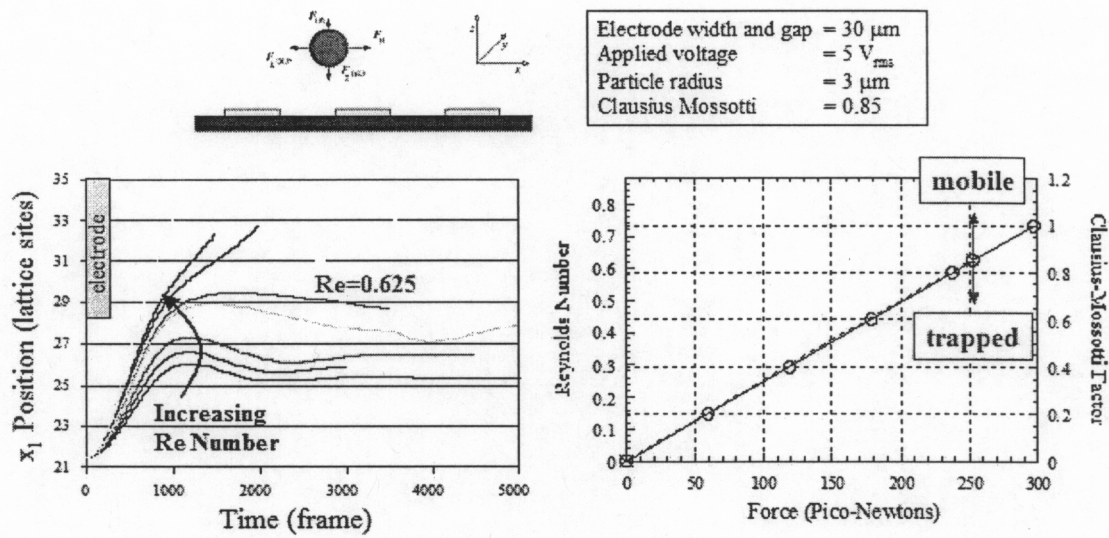 z
y
x
Electrode width and gap = 30 μm
Applied voltage = 5 Vrms
Particle radius = 3 μm
Clausius Mossotti = 0.85
35
33
31
29
27
25
23
21
electrode
Re=0.625
Increasing
Re Number
x1 Position (lattice sites)
0 1000 2000 3000 4000 5000
Time (frame)
mobile
trapped
0.8
0.7
0.6
0.5
0.4
0.3
0.2
0.1
0
Reynolds Number
1.2
1
0.8
0.6
0.4
0.2
0
Clausius-Mossotti Factor
0 50 100 150 200 250 300
Force (Pico-Newtons)